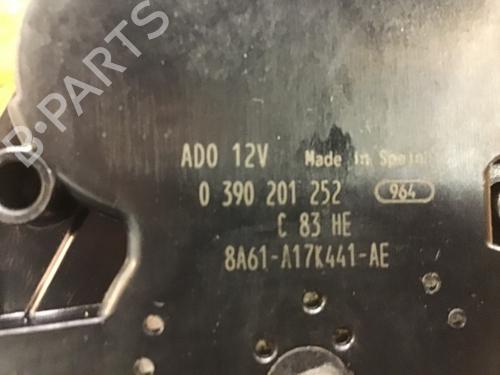 B-PARTS
ADO 12V Made in Spain
0 390 201 252 964
C 83 HE
8A61-A17K441-AE